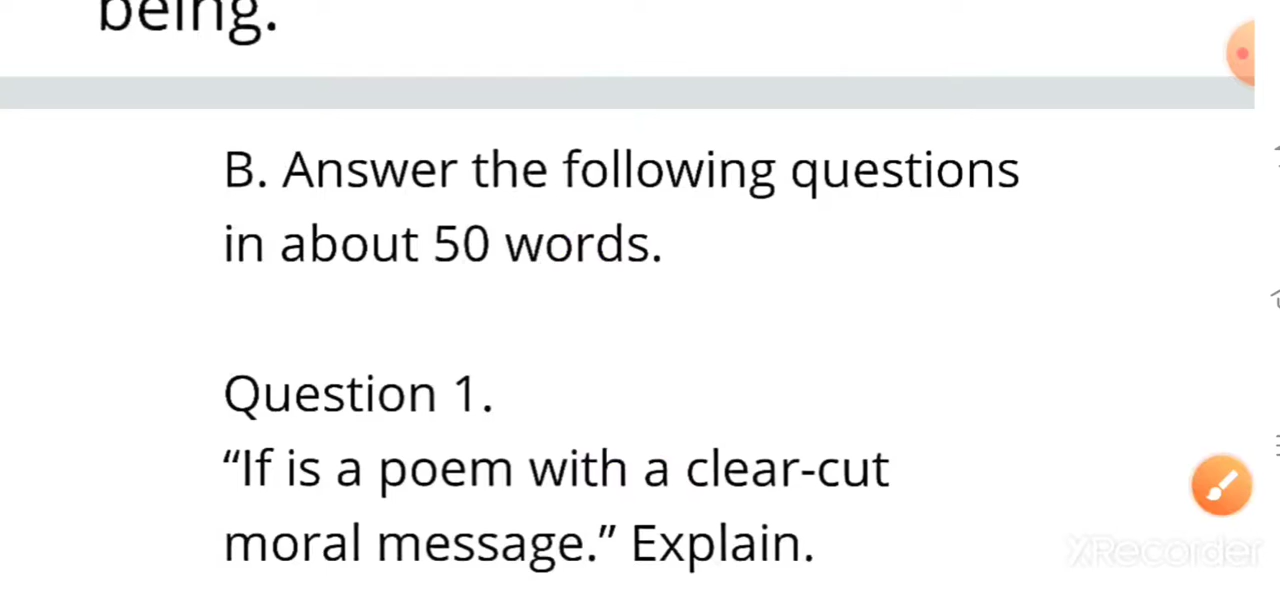 being.
B. Answer the following questions
in about 50 words.
Question 1.
“If is a poem with a clear-cut
moral message.” Explain.
XRecorder